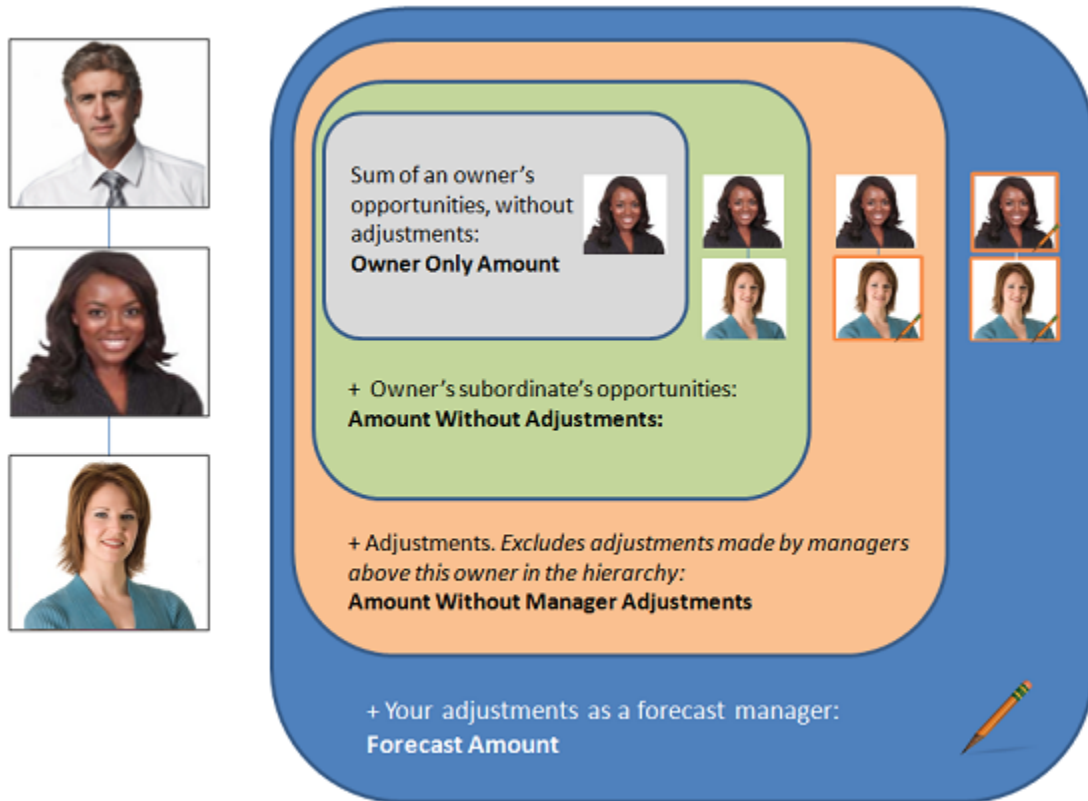 Sum of an owner's
opportunities, without
adjustments:
Owner Only Amount
+ Owner's subordinate's opportunities:
Amount Without Adjustments:
+ Adjustments. Excludes adjustments made by managers
above this owner in the hierarchy:
Amount Without Manager Adjustments
+ Your adjustments as a forecast manager:
Forecast Amount